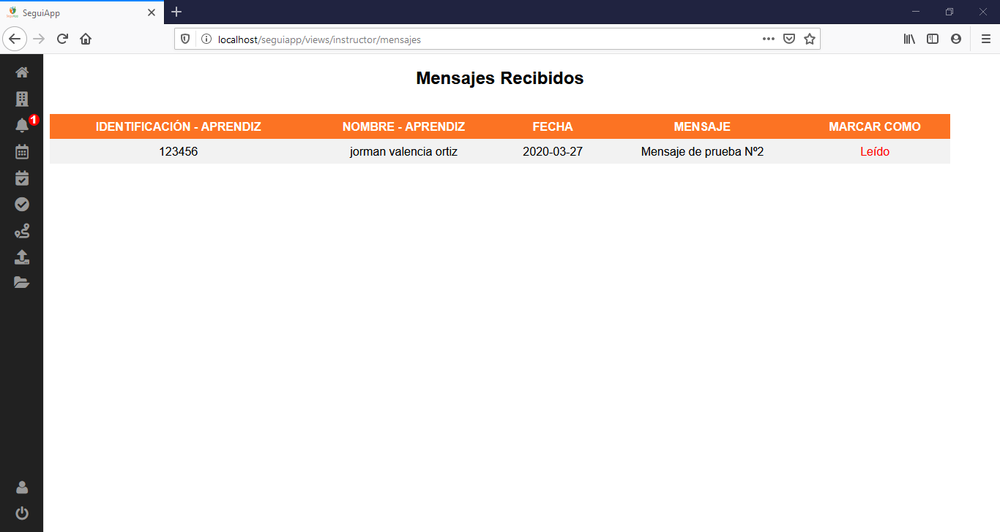 SeguiApp
localhost/seguiapp/views/instructor/mensajes
1
Mensajes Recibidos
IDENTIFICACIÓN - APRENDIZ NOMBRE - APRENDIZ FECHA MENSAJE MARCAR COMO
123456 jorman valencia ortiz 2020-03-27 Mensaje de prueba Nº2 Leído